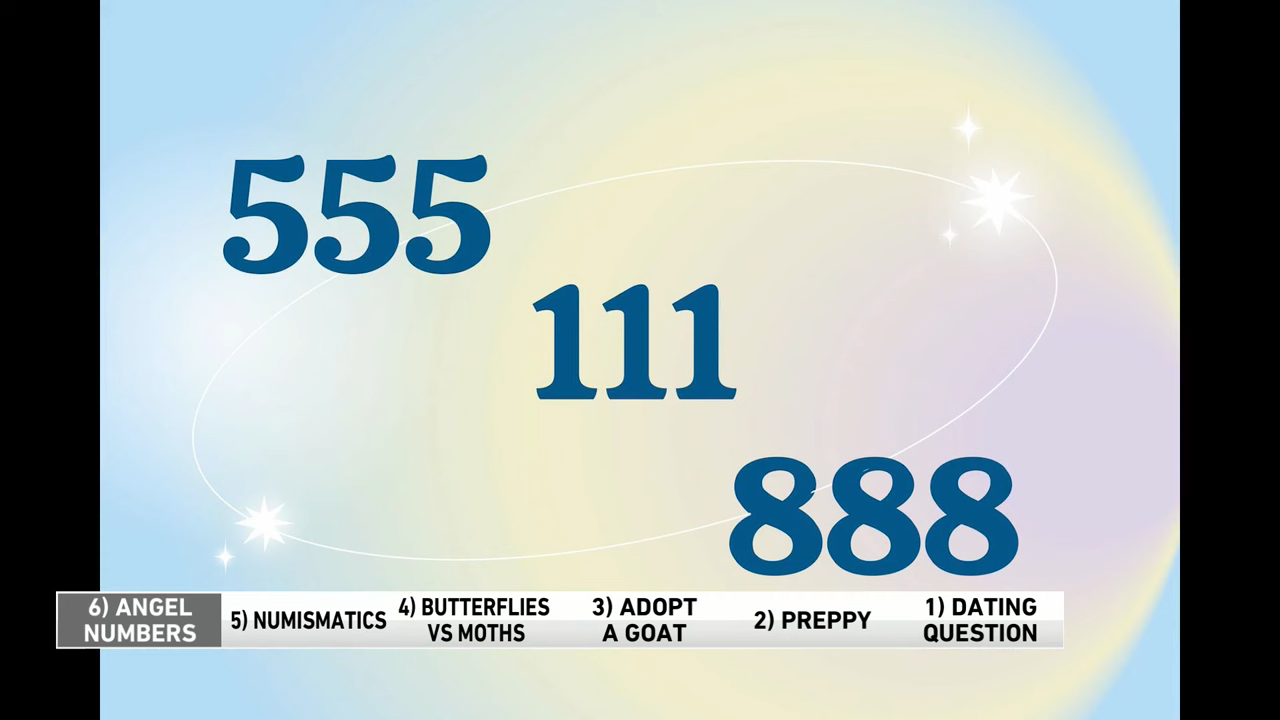 555
111
888
6) ANGEL
NUMBERS
5) NUMISMATICS
4) BUTTERFLIES
VS MOTHS
3) ADOPT
A GOAT
2) PREPPY
1) DATING
QUESTION